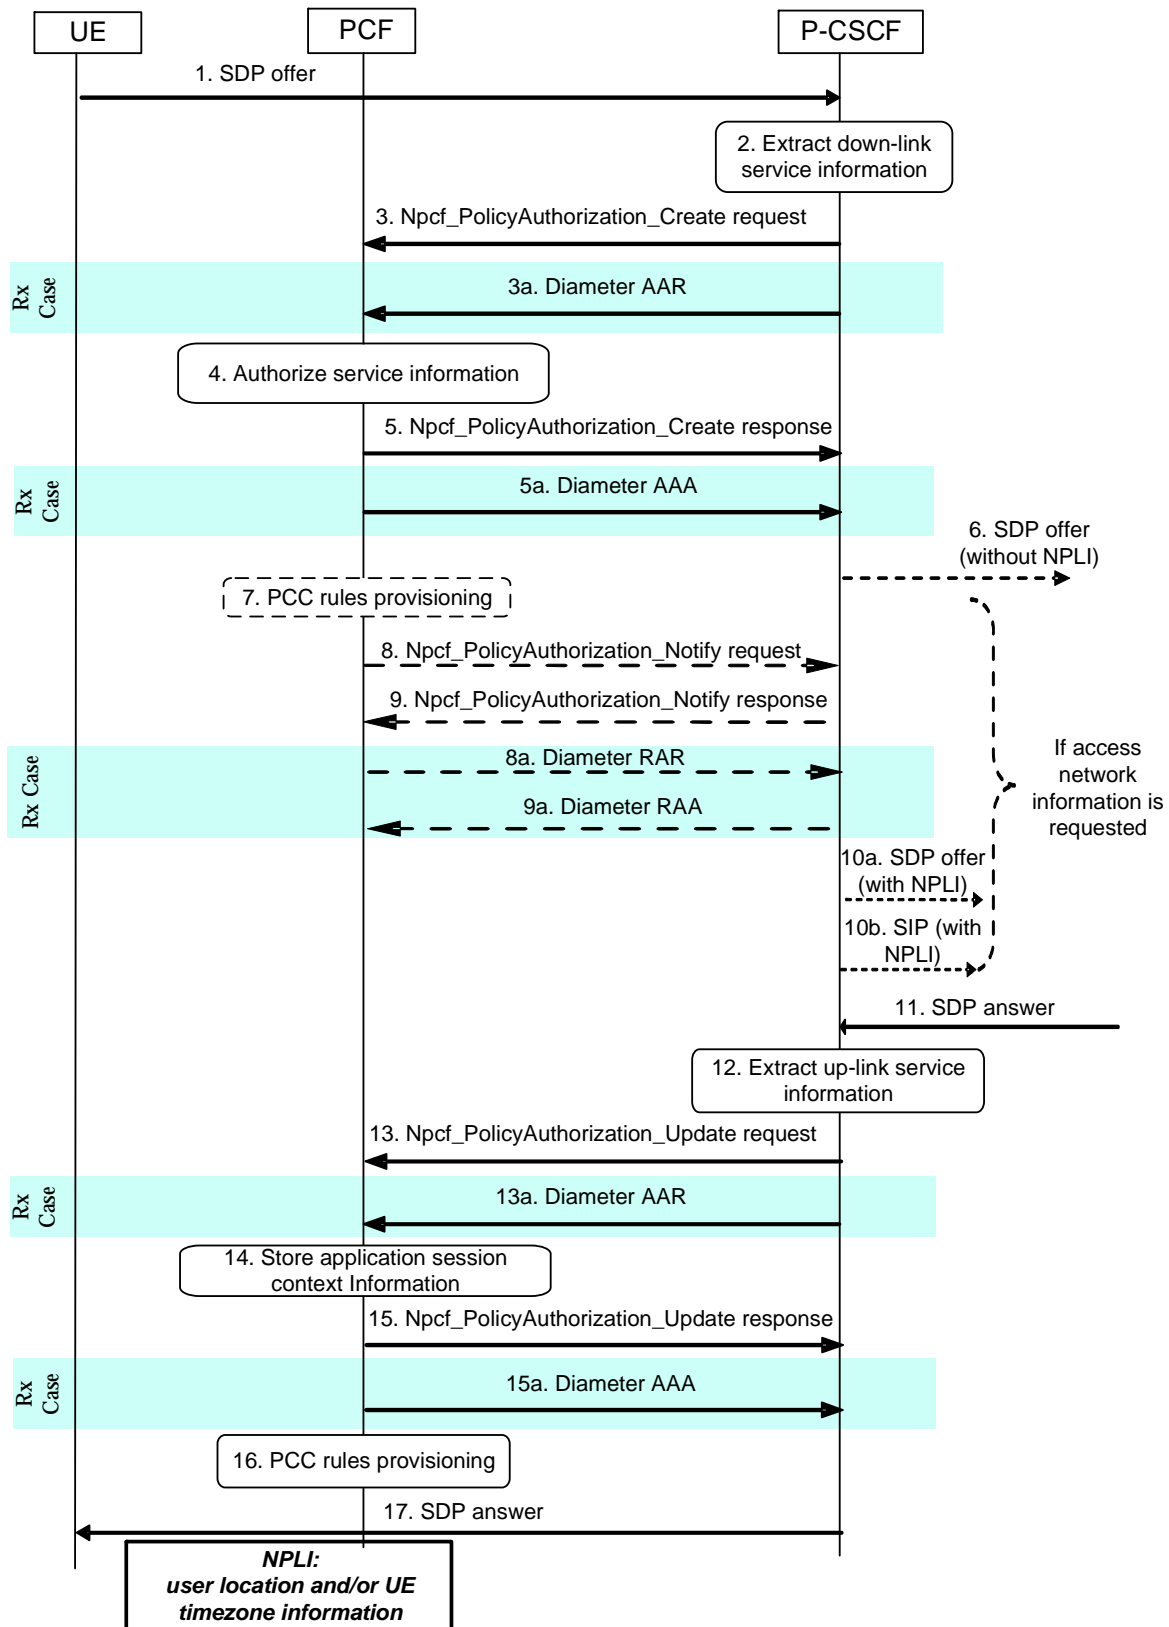 UE
PCF
P-CSCF
1. SDP offer
2. Extract down-link
service information
3. Npcf_PolicyAuthorization_Create request
Rx
Case
3a. Diameter AAR
4. Authorize service information
5. Npcf_PolicyAuthorization_Create response
Rx
Case
5a. Diameter AAA
6. SDP offer
(without NPLI)
7. PCC rules provisioning
8. Npcf_PolicyAuthorization_Notify request
9. Npcf_PolicyAuthorization_Notify response
Rx Case
8a. Diameter RAR
9a. Diameter RAA
If access
network
information is
requested
10a. SDP offer
(with NPLI)
10b. SIP (with
NPLI)
11. SDP answer
12. Extract up-link service
information
13. Npcf_PolicyAuthorization_Update request
Rx
Case
13a. Diameter AAR
14. Store application session
context Information
15. Npcf_PolicyAuthorization_Update response
Rx
Case
15a. Diameter AAA
16. PCC rules provisioning
17. SDP answer
NPLI:
user location and/or UE
timezone information